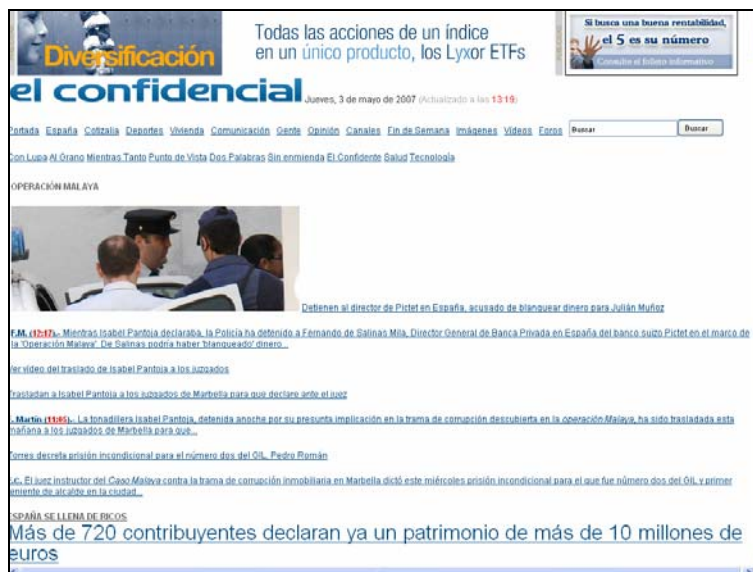 Diversificación
Todas las acciones de un índice
en un único producto, los Lyxor ETFs
Si busca una buena rentabilidad,
el 5 es su número
Consulte el folleto informativo
el confidencial
Jueves, 3 de mayo de 2007 (Actualizado a las 13:19)
Portada España Cotizalia Deportes Vivienda Comunicación Gente Opinión Canales Fin de Semana Imágenes Vídeos Foros Buscar Buscar
Con Lupa Al Grano Mientras Tanto Punto de Vista Dos Palabras Sin enmienda El Confidente Salud Tecnología
OPERACIÓN MALAYA
Detienen al director de Pictet en España, acusado de blanquear dinero para Julián Muñoz
F.M. (12:17).- Mientras Isabel Pantoja declaraba, la Policía ha detenido a Fernando de Salinas Mila, Director General de Banca Privada en España del banco suizo Pictet en el marco de
la 'Operación Malaya'. De Salinas podría haber 'blanqueado' dinero...
Ver vídeo del traslado de Isabel Pantoja a los juzgados
Trasladan a Isabel Pantoja a los juzgados de Marbella para que declare ante el juez
. Martín (11:05).- La tonadillera Isabel Pantoja, detenida anoche por su presunta implicación en la trama de corrupción descubierta en la operación Malaya, ha sido trasladada esta
mañana a los juzgados de Marbella para que...
Torres decreta prisión incondicional para el número dos del GIL, Pedro Román
.C. El juez instructor del Caso Malaya contra la trama de corrupción inmobiliaria en Marbella dictó este miércoles prisión incondicional para el que fue número dos del GIL y primer
teniente de alcalde en la ciudad...
ESPAÑA SE LLENA DE RICOS
Más de 720 contribuyentes declaran ya un patrimonio de más de 10 millones de
euros